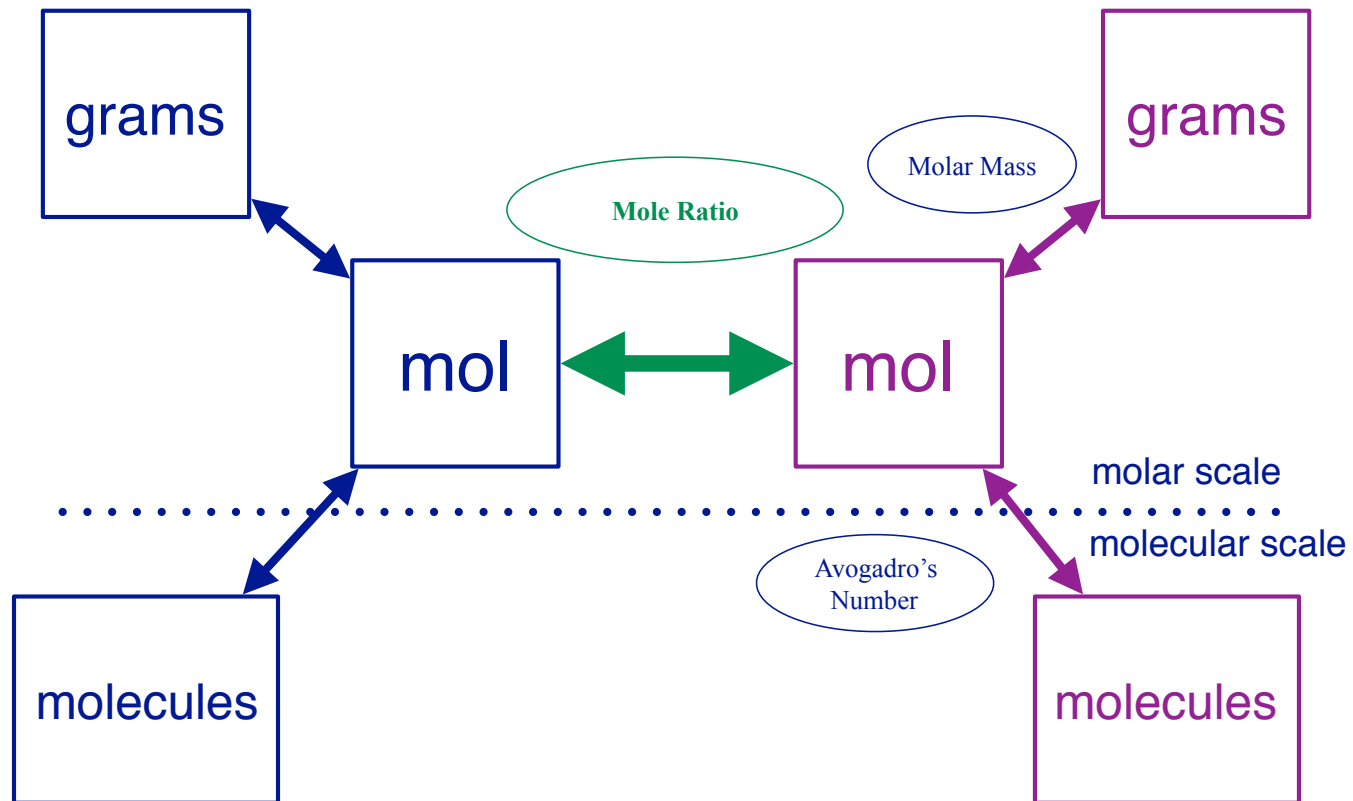 grams
grams
Molar Mass
Mole Ratio
mol
mol
molar scale
molecular scale
Avogadro’s
Number
molecules
molecules